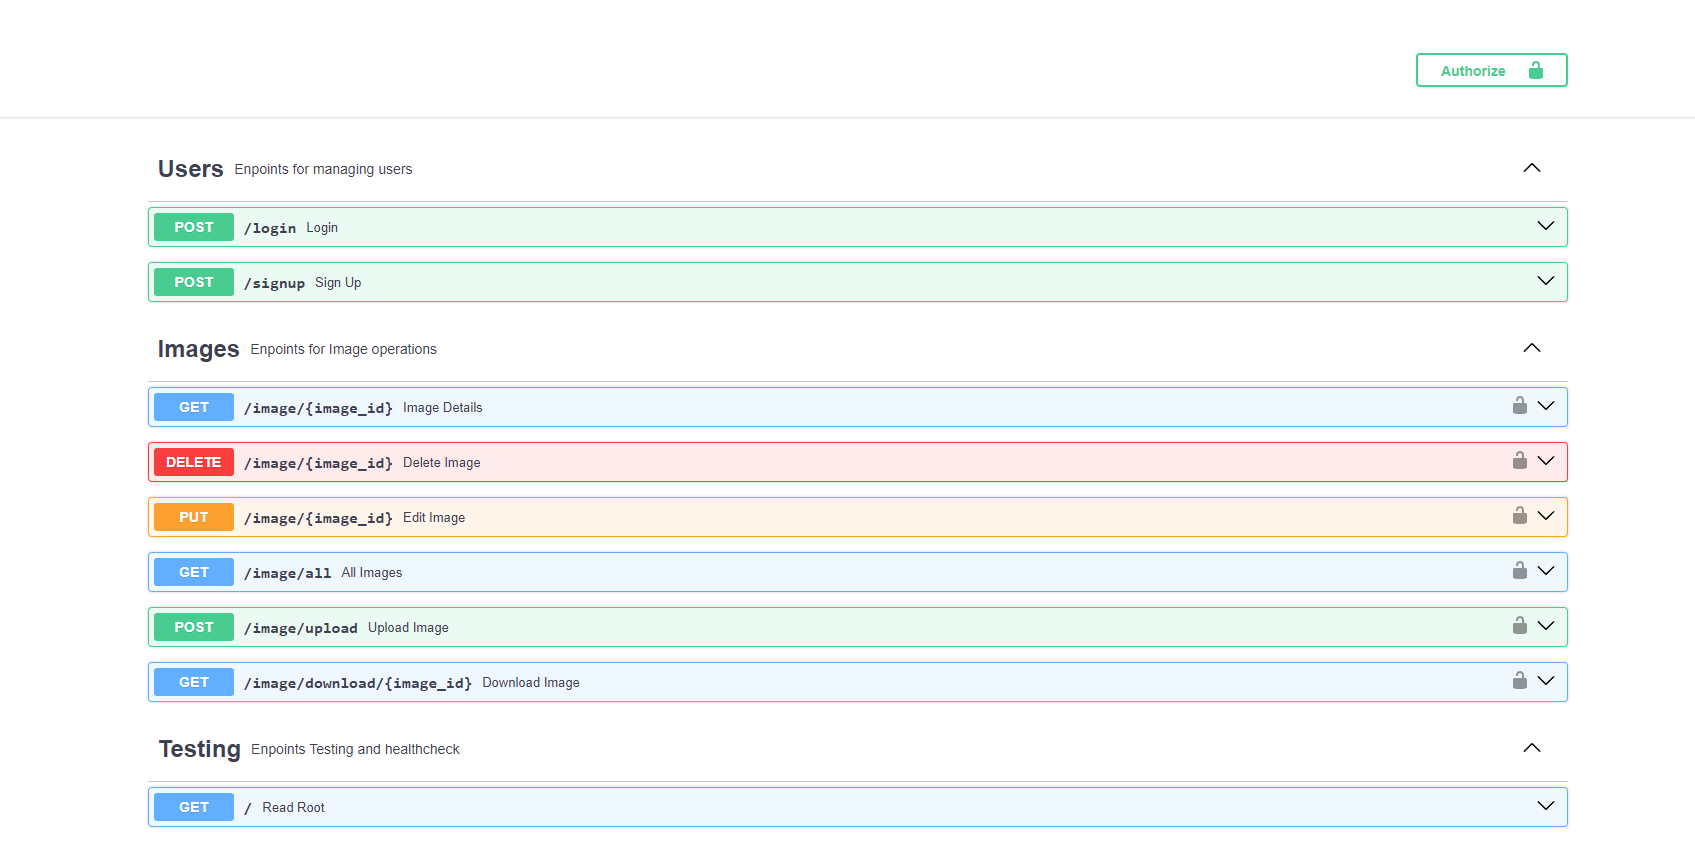 Authorize
Users Enpoints for managing users
POST /login Login
POST /signup Sign Up
Images Enpoints for Image operations
GET /image/{image_id} Image Details
DELETE /image/{image_id} Delete Image
PUT /image/{image_id} Edit Image
GET /image/all All Images
POST /image/upload Upload Image
GET /image/download/{image_id} Download Image
Testing Enpoints Testing and healthcheck
GET / Read Root